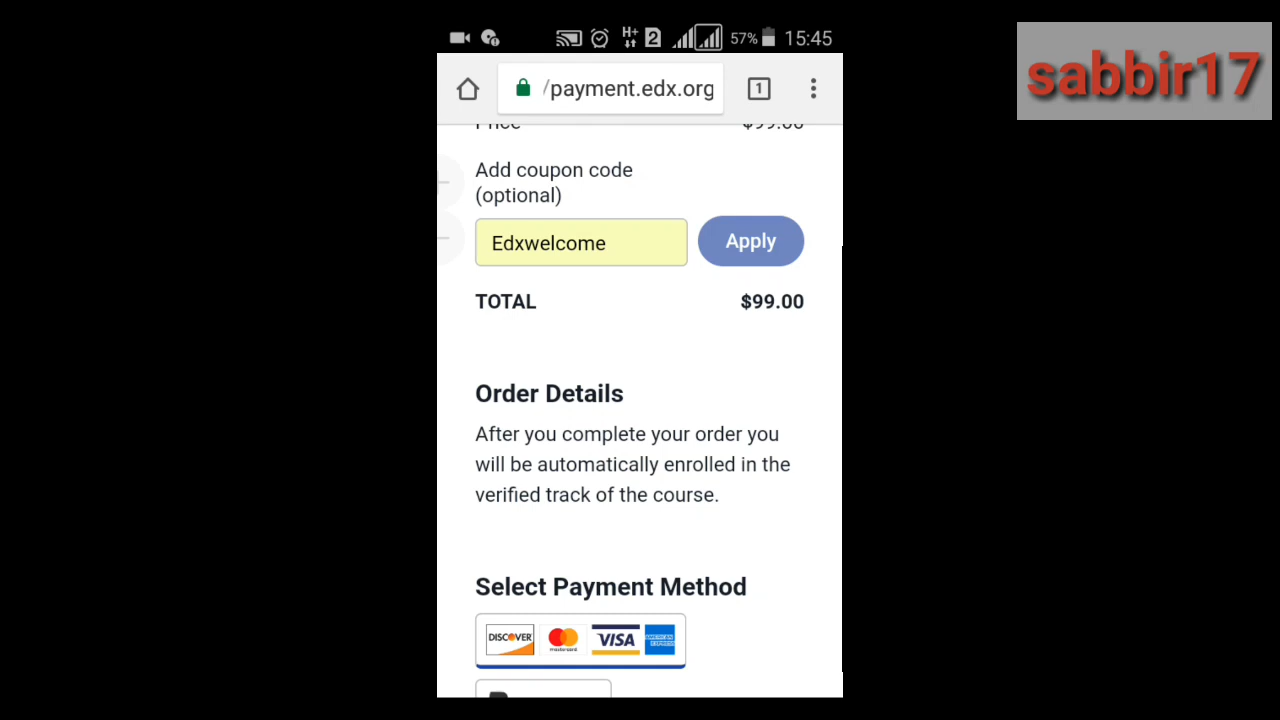 H+ 2 57% 15:45
sabbir17
/payment.edx.org 1
Price $99.00
Add coupon code
(optional)
Edxwelcome Apply
TOTAL $99.00
Order Details
After you complete your order you
will be automatically enrolled in the
verified track of the course.
Select Payment Method
DISCOVER mastercard VISA AMERICAN EXPRESS